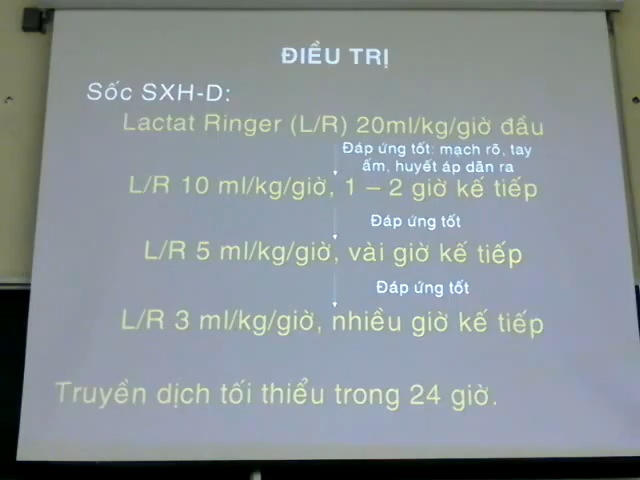 ĐIỀU TRỊ
Sốc SXH-D:
Lactat Ringer (L/R) 20ml/kg/giờ đầu
Đáp ứng tốt: mạch rõ, tay
ấm, huyết áp dãn ra
L/R 10 ml/kg/giờ, 1 – 2 giờ kế tiếp
Đáp ứng tốt
L/R 5 ml/kg/giờ, vài giờ kế tiếp
Đáp ứng tốt
L/R 3 ml/kg/giờ, nhiều giờ kế tiếp
Truyền dịch tối thiểu trong 24 giờ.